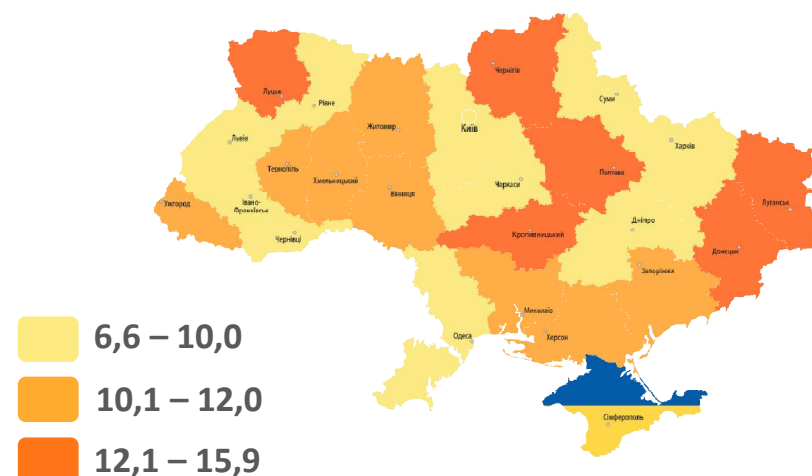 Чернігів
Луцьк
Рівне
Суми
Житомир
Київ
Львів
Харків
Тернопіль
Хмельницький
Полтава
Черкаси
Вінниця
Ужгород
Івано-
Франківськ
Луганськ
Дніпро
Чернівці
Кропивницький
Донецьк
Запоріжжя
Миколаїв
Одеса
Херсон
Сімферополь
6,6 – 10,0
10,1 – 12,0
12,1 – 15,9